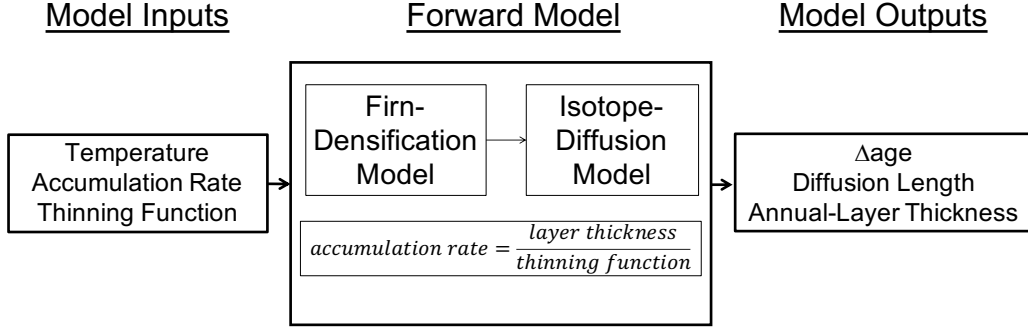 Model Inputs
Forward Model
Model Outputs
Temperature
Accumulation Rate
Thinning Function
Firn-
Densification
Model
Isotope-
Diffusion
Model
accumulation rate = layer thickness / thinning function
Δage
Diffusion Length
Annual-Layer Thickness